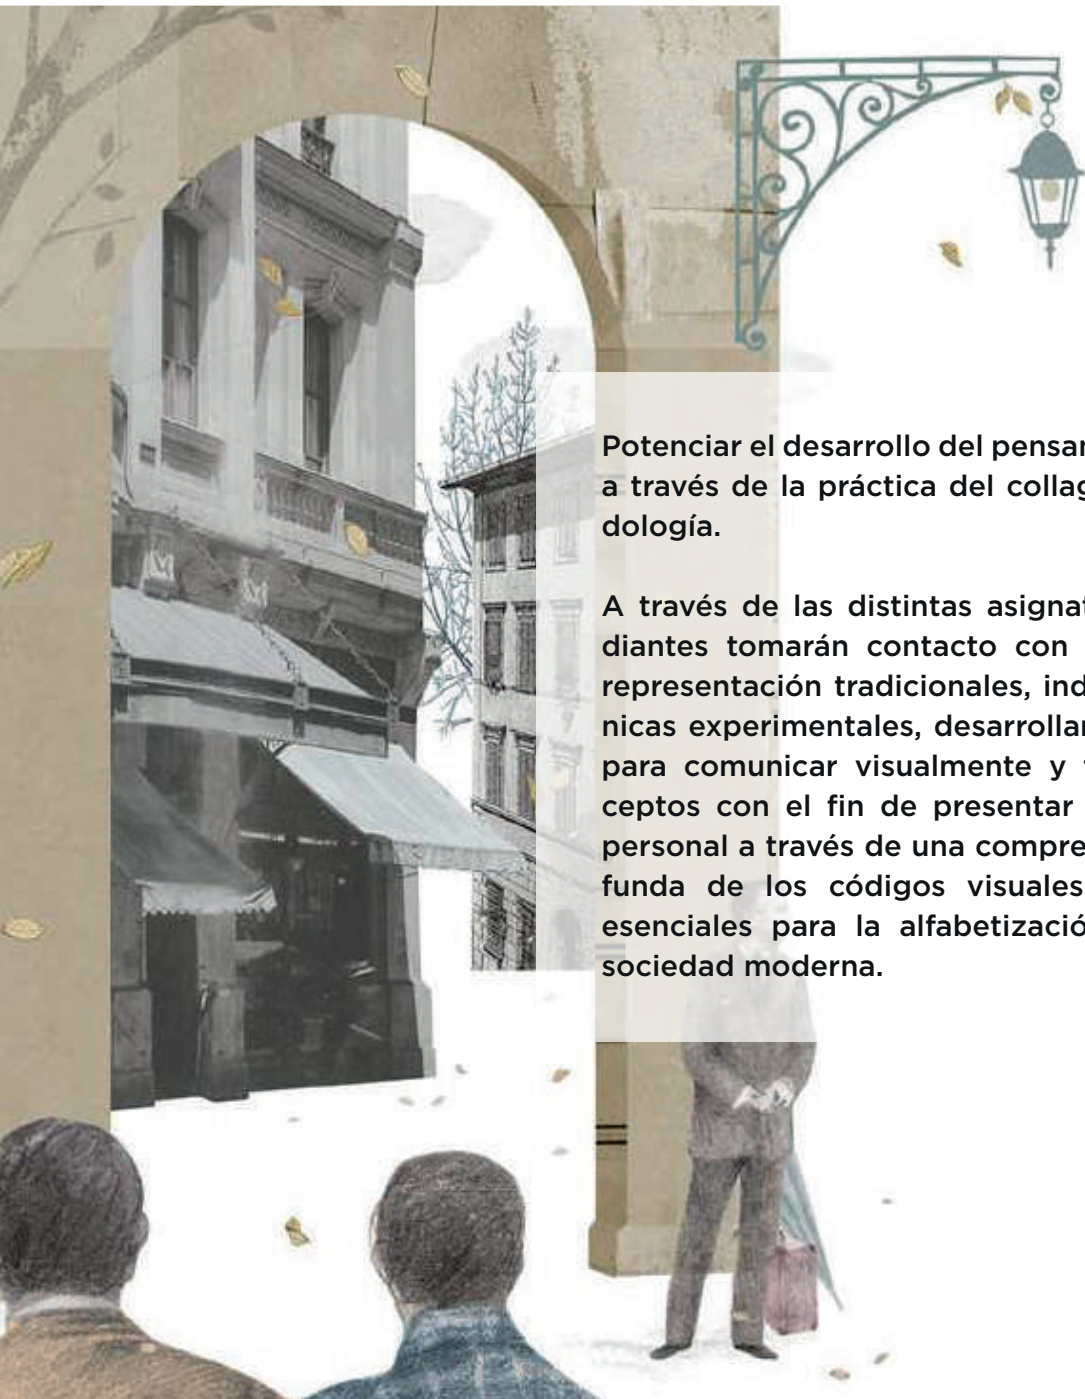 Potenciar el desarrollo del pensa
a través de la práctica del collag
dología.
A través de las distintas asignat
diantes tomarán contacto con
representación tradicionales, ind
nicas experimentales, desarrolla
para comunicar visualmente y
ceptos con el fin de presentar
personal a través de una compre
funda de los códigos visuales
esenciales para la alfabetizació
sociedad moderna.